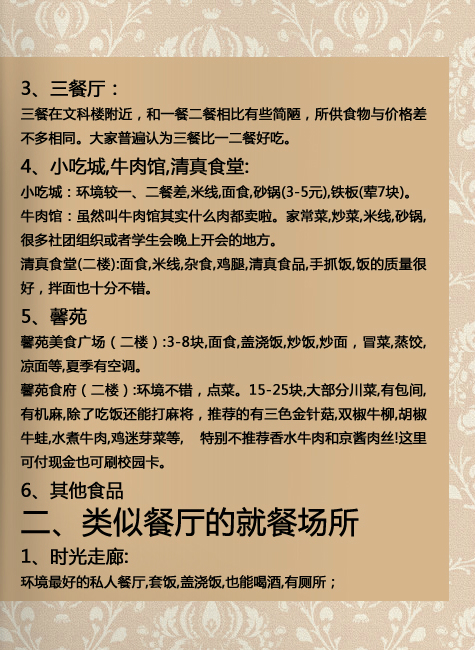 3、三餐厅：
三餐在文科楼附近，和一餐二餐相比有些简陋，所供食物与价格差
不多相同。大家普遍认为三餐比一二餐好吃。
4、小吃城,牛肉馆,清真食堂:
小吃城：环境较一、二餐差,米线,面食,砂锅(3-5元),铁板(荤7块)。
牛肉馆：虽然叫牛肉馆其实什么肉都卖啦。家常菜,炒菜,米线,砂锅,
很多社团组织或者学生会晚上开会的地方。
清真食堂(二楼):面食,米线,杂食,鸡腿,清真食品,手抓饭,饭的质量很
好，拌面也十分不错。
5、馨苑
馨苑美食广场（二楼）:3-8块,面食,盖浇饭,炒饭,炒面，冒菜,蒸饺,
凉面等,夏季有空调。
馨苑食府（二楼）:环境不错，点菜。15-25块,大部分川菜,有包间,
有机麻,除了吃饭还能打麻将，推荐的有三色金针菇,双椒牛柳,胡椒
牛蛙,水煮牛肉,鸡迷芽菜等, 特别不推荐香水牛肉和京酱肉丝!这里
可付现金也可刷校园卡。
6、其他食品
二、类似餐厅的就餐场所
1、时光走廊:
环境最好的私人餐厅,套饭,盖浇饭,也能喝酒,有厕所；